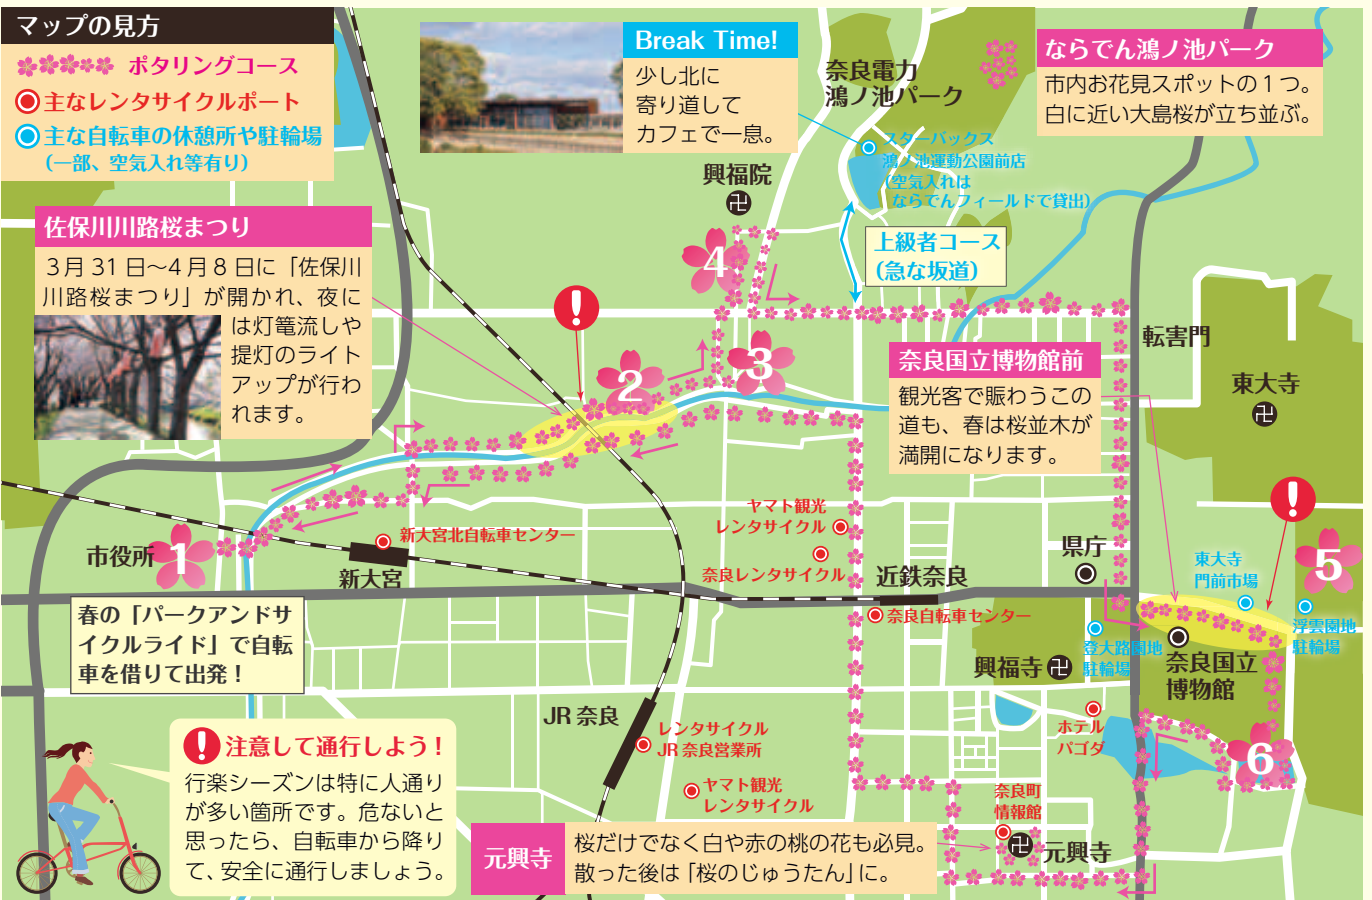 マップの見方
ポタリングコース
主なレンタサイクルポート
主な自転車の休憩所や駐輪場
（一部、空気入れ等有り）
Break Time!
少し北に
寄り道して
カフェで一息。
奈良電力
鴻ノ池パーク
ならでん鴻ノ池パーク
市内お花見スポットの１つ。
白に近い大島桜が立ち並ぶ。
スターバックス
鴻ノ池運動公園前店
（空気入れは
ならでんフィールドで貸出）
興福院
卍
佐保川川路桜まつり
３月 31 日～4 月 8 日に「佐保川
川路桜まつり」が開かれ、夜に
は灯篭流しや
提灯のライト
アップが行わ
れます。
上級者コース
（急な坂道）
4
!
3
2
転害門
奈良国立博物館前
観光客で賑わうこの
道も、春は桜並木が
満開になります。
東大寺
卍
!
ヤマト観光
レンタサイクル
奈良レンタサイクル
新大宮北自転車センター
市役所
1
新大宮
近鉄奈良
県庁
東大寺
門前市場
5
奈良自転車センター
浮雲園地
駐輪場
春の「パークアンドサ
イクルライド」で自転
車を借りて出発！
登大路園地
駐輪場
興福寺
卍
奈良国立
博物館
JR 奈良
レンタサイクル
JR 奈良営業所
ホテル
パゴダ
6
! 注意して通行しよう！
行楽シーズンは特に人通り
が多い箇所です。危ないと
思ったら、自転車から降り
て、安全に通行しましょう。
ヤマト観光
レンタサイクル
奈良町
情報館
卍
元興寺
元興寺
桜だけでなく白や赤の桃の花も必見。
散った後は「桜のじゅうたん」に。